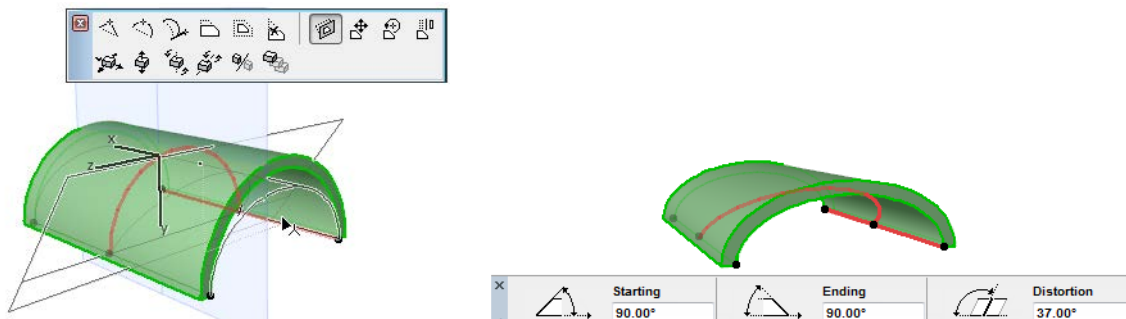 x
z
y
Starting
90.00°
Ending
90.00°
Distortion
37.00°